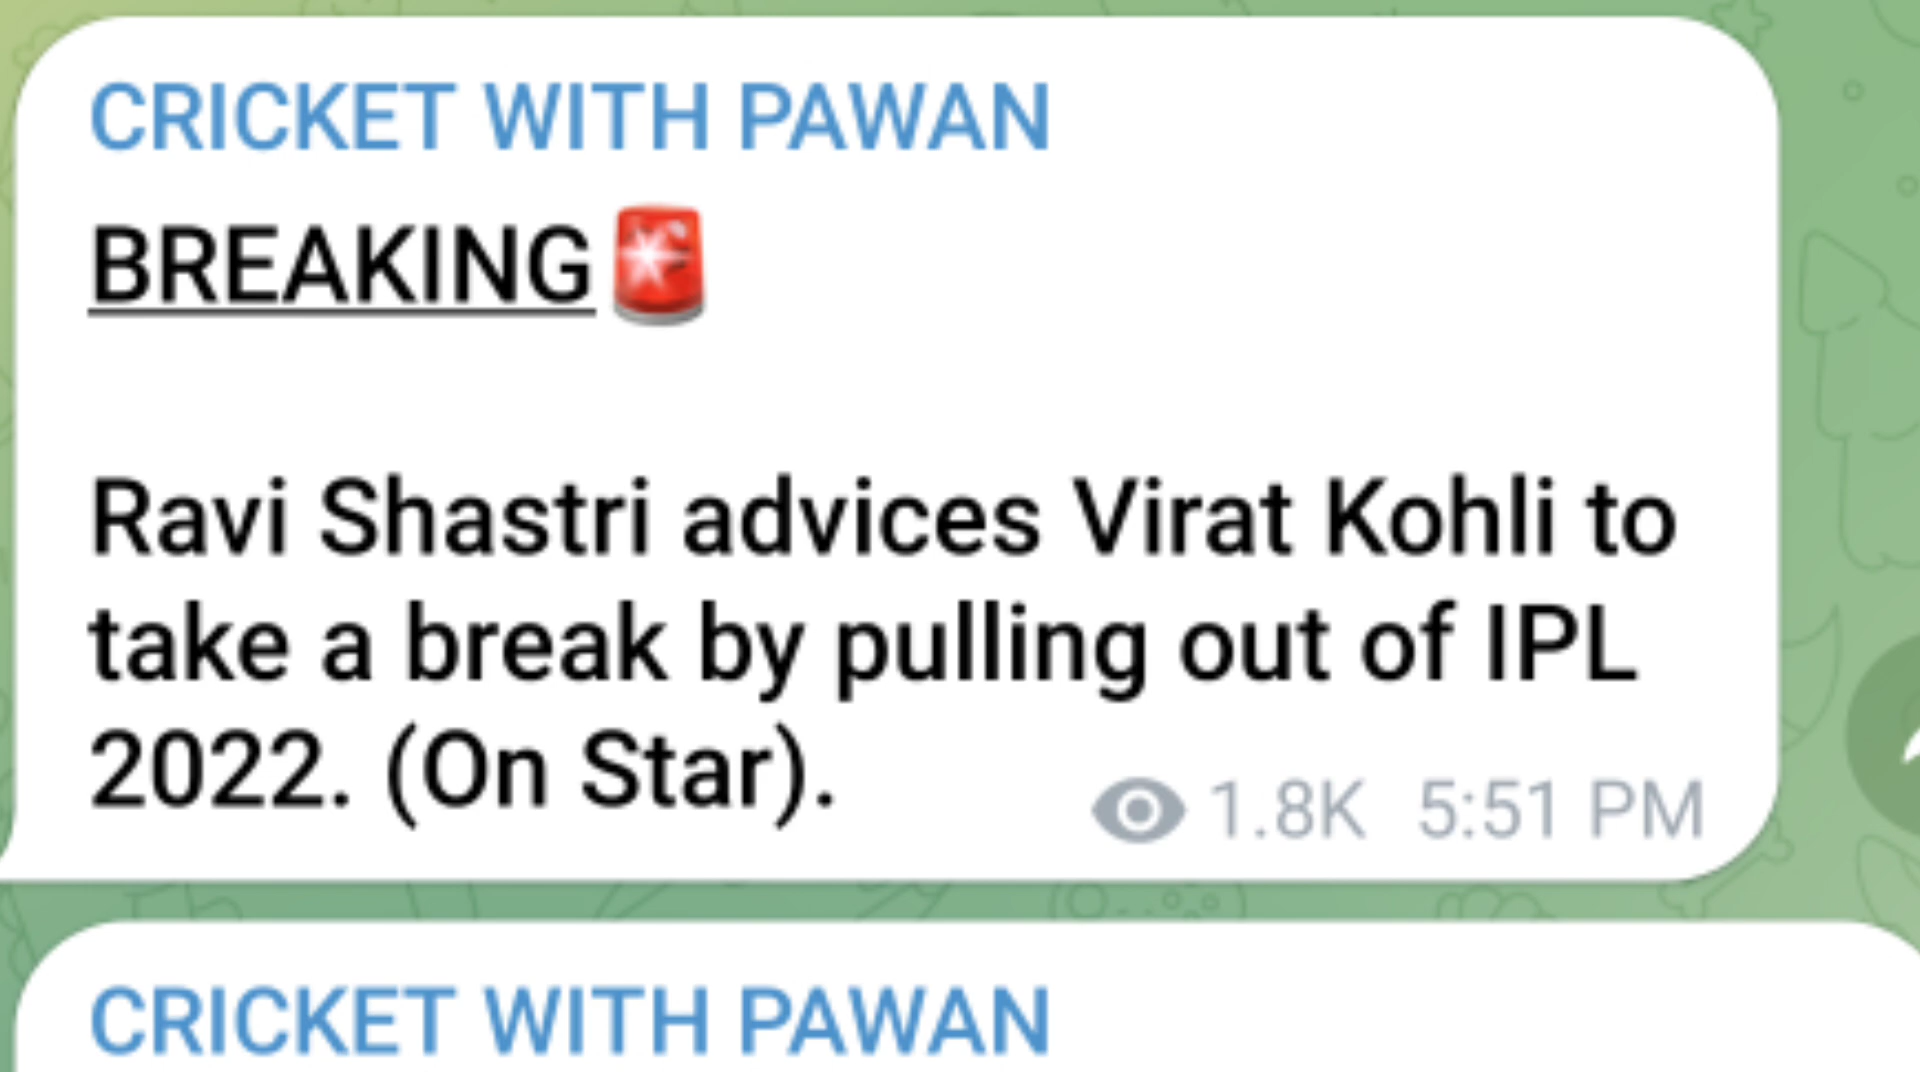 CRICKET WITH PAWAN
BREAKING🚨
Ravi Shastri advices Virat Kohli to
take a break by pulling out of IPL
2022. (On Star).
1.8K 5:51 PM
CRICKET WITH PAWAN